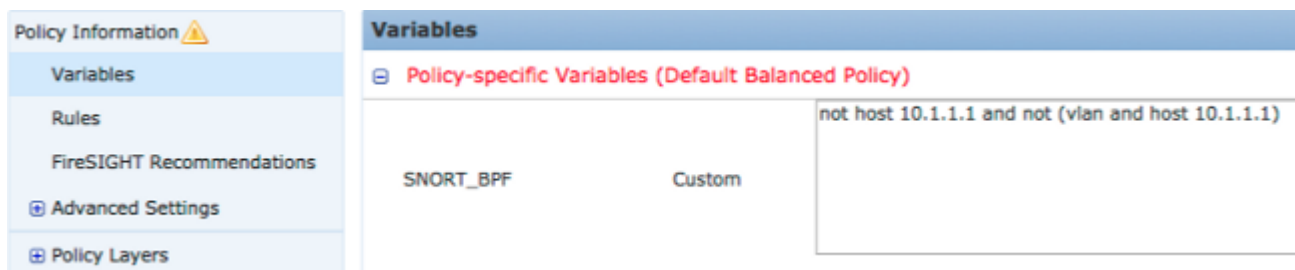 Policy Information
Variables
Rules
FireSIGHT Recommendations
Advanced Settings
Policy Layers
Variables
Policy-specific Variables (Default Balanced Policy)
SNORT_BPF Custom
not host 10.1.1.1 and not (vlan and host 10.1.1.1)